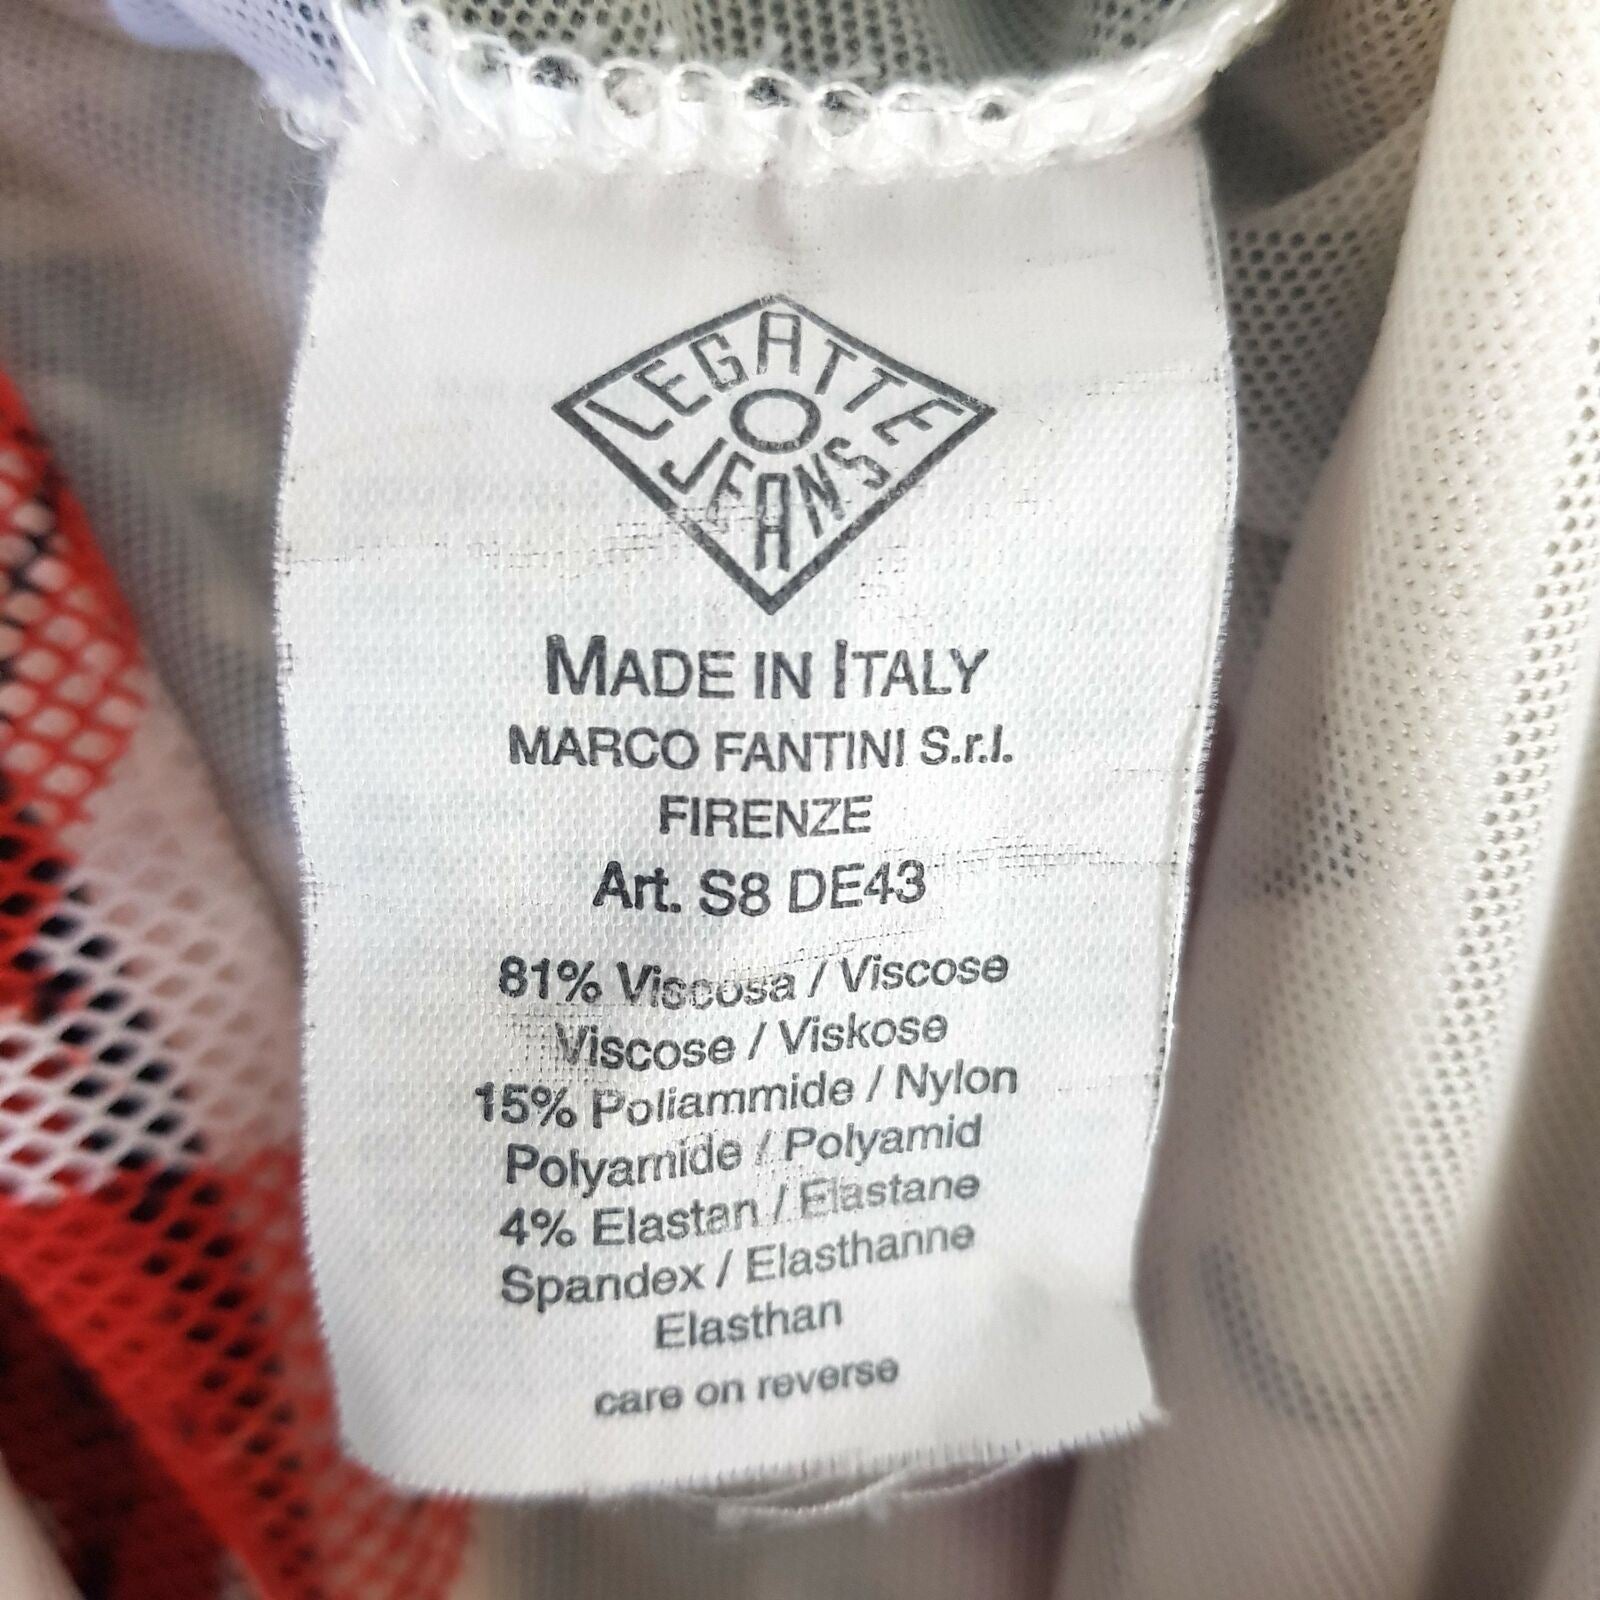 LEGATTE
JEANS
MADE IN ITALY
MARCO FANTINI S.r.l.
FIRENZE
Art. S8 DE43
81% Viscosa / Viscose
Viscose / Viskose
15% Poliammide / Nylon
Polyamide / Polyamid
4% Elastan / Elastane
Spandex / Elasthanne
Elasthan
care on reverse